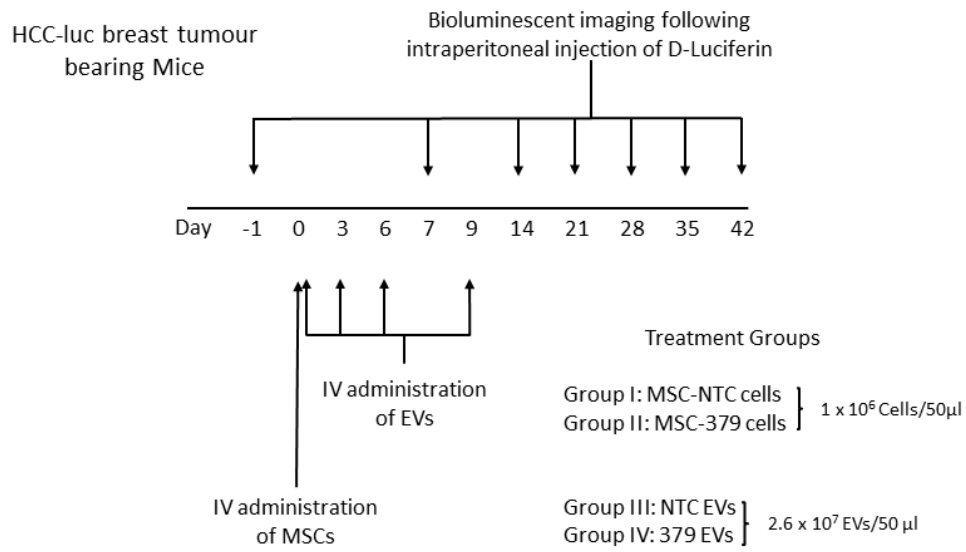 HCC-luc breast tumour
bearing Mice
Bioluminescent imaging following
intraperitoneal injection of D-Luciferin
Day -1 0 3 6 7 9 14 21 28 35 42
IV administration
of EVs
IV administration
of MSCs
Treatment Groups
Group I: MSC-NTC cells
Group II: MSC-379 cells
1 x 10⁶ Cells/50µl
Group III: NTC EVs
Group IV: 379 EVs
2.6 x 10⁷ EVs/50 µl